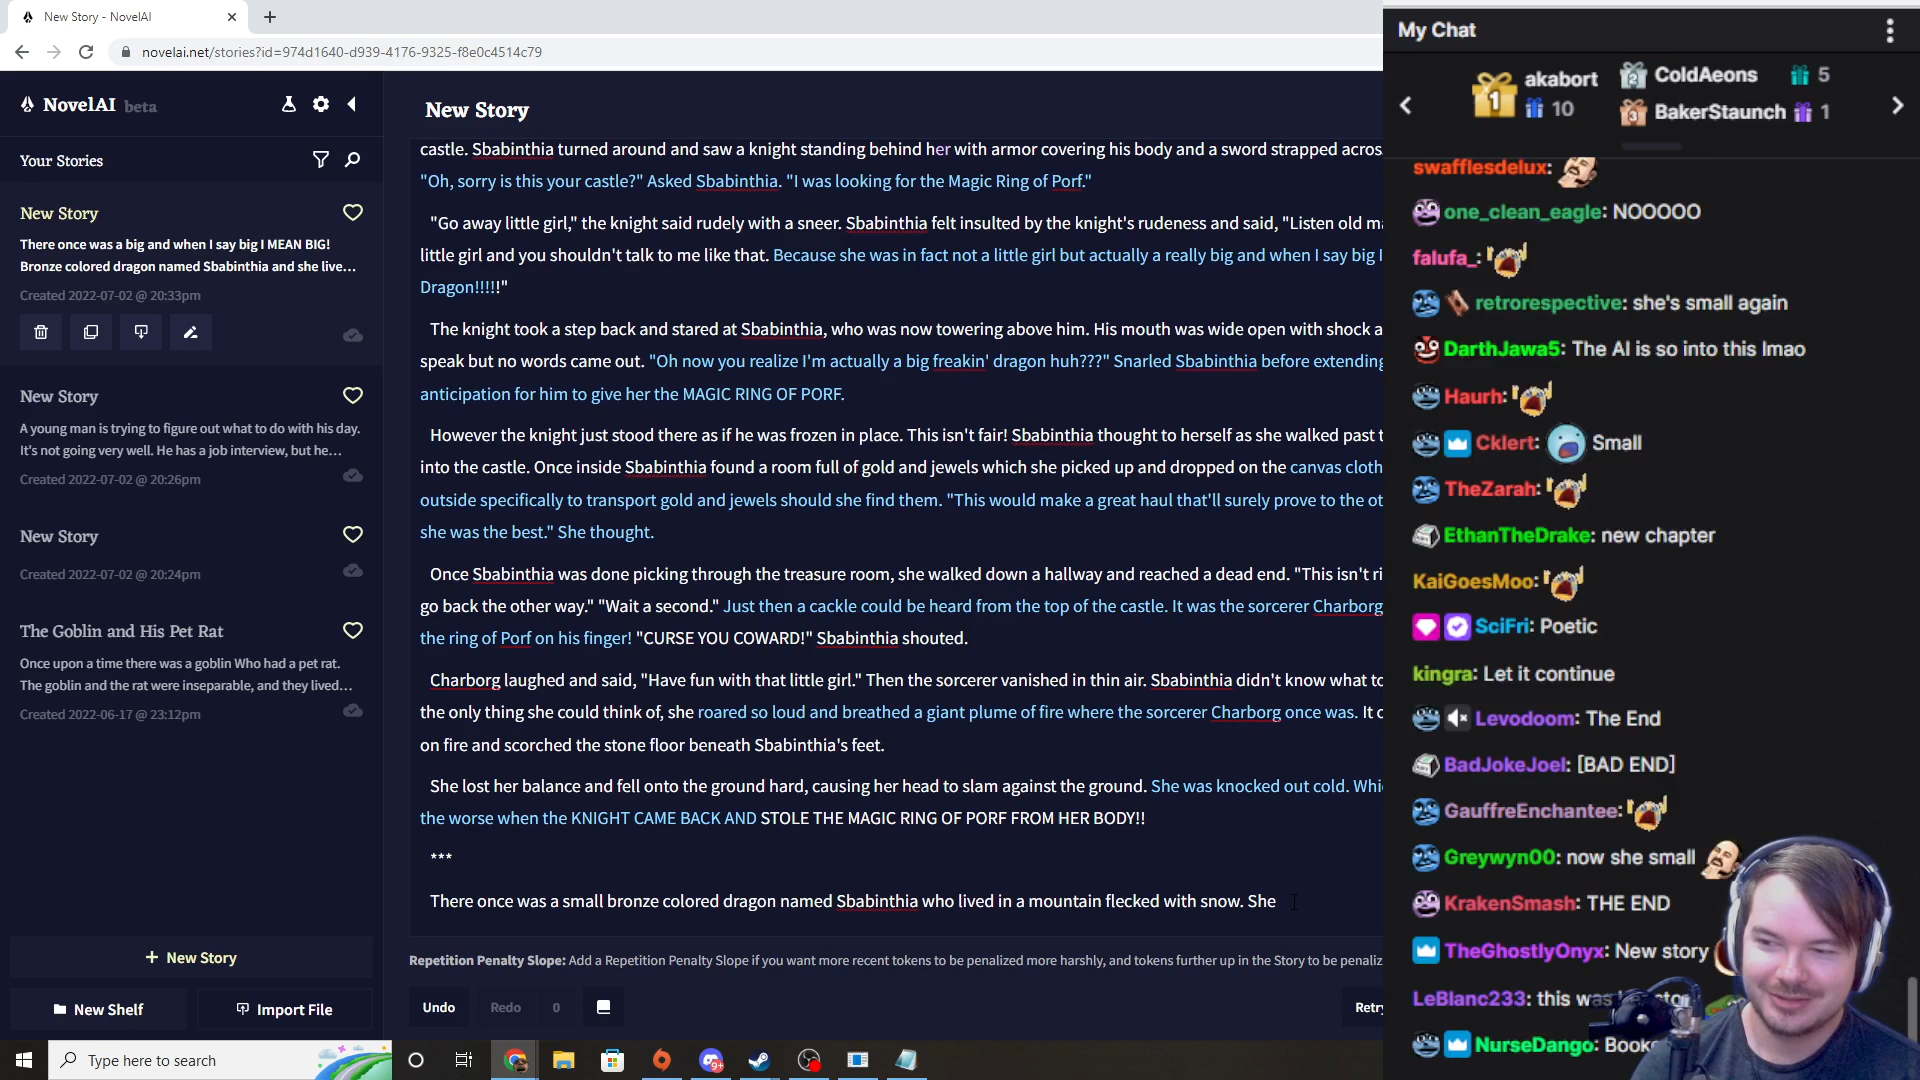 New Story - NovelAI
novelai.net/stories?id=974d1640-d939-4176-9325-f8e0c4514c79
NovelAI beta
Your Stories
New Story
There once was a big and when I say big I MEAN BIG!
Bronze colored dragon named Sbabinthia and she live...
Created 2022-07-02 @ 20:33pm
New Story
A young man is trying to figure out what to do with his day.
It's not going very well. He has a job interview, but he...
Created 2022-07-02 @ 20:26pm
New Story
Created 2022-07-02 @ 20:24pm
The Goblin and His Pet Rat
Once upon a time there was a goblin Who had a pet rat.
The goblin and the rat were inseparable, and they lived...
Created 2022-06-17 @ 23:12pm
+ New Story
New Shelf
Import File
New Story
castle. Sbabinthia turned around and saw a knight standing behind her with armor covering his body and a sword strapped acros
"Oh, sorry is this your castle?" Asked Sbabinthia. "I was looking for the Magic Ring of Porf."
"Go away little girl," the knight said rudely with a sneer. Sbabinthia felt insulted by the knight's rudeness and said, "Listen old
little girl and you shouldn't talk to me like that. Because she was in fact not a little girl but actually a really big and when I say big
Dragon!!!!!"
The knight took a step back and stared at Sbabinthia, who was now towering above him. His mouth was wide open with shock a
speak but no words came out. "Oh now you realize I'm actually a big freakin' dragon huh???" Snarled Sbabinthia before extending
anticipation for him to give her the MAGIC RING OF PORF.
However the knight just stood there as if he was frozen in place. This isn't fair! Sbabinthia thought to herself as she walked past t
into the castle. Once inside Sbabinthia found a room full of gold and jewels which she picked up and dropped on the canvas cloth
outside specifically to transport gold and jewels should she find them. "This would make a great haul that'll surely prove to the ot
she was the best." She thought.
Once Sbabinthia was done picking through the treasure room, she walked down a hallway and reached a dead end. "This isn't ri
go back the other way." "Wait a second." Just then a cackle could be heard from the top of the castle. It was the sorcerer Charborg
the ring of Porf on his finger! "CURSE YOU COWARD!" Sbabinthia shouted.
Charborg laughed and said, "Have fun with that little girl." Then the sorcerer vanished in thin air. Sbabinthia didn't know what to
the only thing she could think of, she roared so loud and breathed a giant plume of fire where the sorcerer Charborg once was. It c
on fire and scorched the stone floor beneath Sbabinthia's feet.
She lost her balance and fell onto the ground hard, causing her head to slam against the ground. She was knocked out cold. Whi
the worse when the KNIGHT CAME BACK AND STOLE THE MAGIC RING OF PORF FROM HER BODY!!
***
There once was a small bronze colored dragon named Sbabinthia who lived in a mountain flecked with snow. She
Repetition Penalty Slope: Add a Repetition Penalty Slope if you want more recent tokens to be penalized more harshly, and tokens further up in the Story to be penaliz
Undo Redo 0 Retry
My Chat
1 akabort 10
2 ColdAeons 5
3 BakerStaunch 1
swafflesdelux:
one_clean_eagle: NOOOOO
falufa_:
retrorespective: she's small again
DarthJawa5: The AI is so into this lmao
Haurh:
Cklert: Small
TheZarah:
EthanTheDrake: new chapter
KaiGoesMoo:
SciFri: Poetic
kingra: Let it continue
Levodoom: The End
BadJokeJoel: [BAD END]
GauffreEnchantee:
Greywyn00: now she small
KrakenSmash: THE END
TheGhostlyOnyx: New story
LeBlanc233: this was
NurseDango: Book
Type here to search
9+